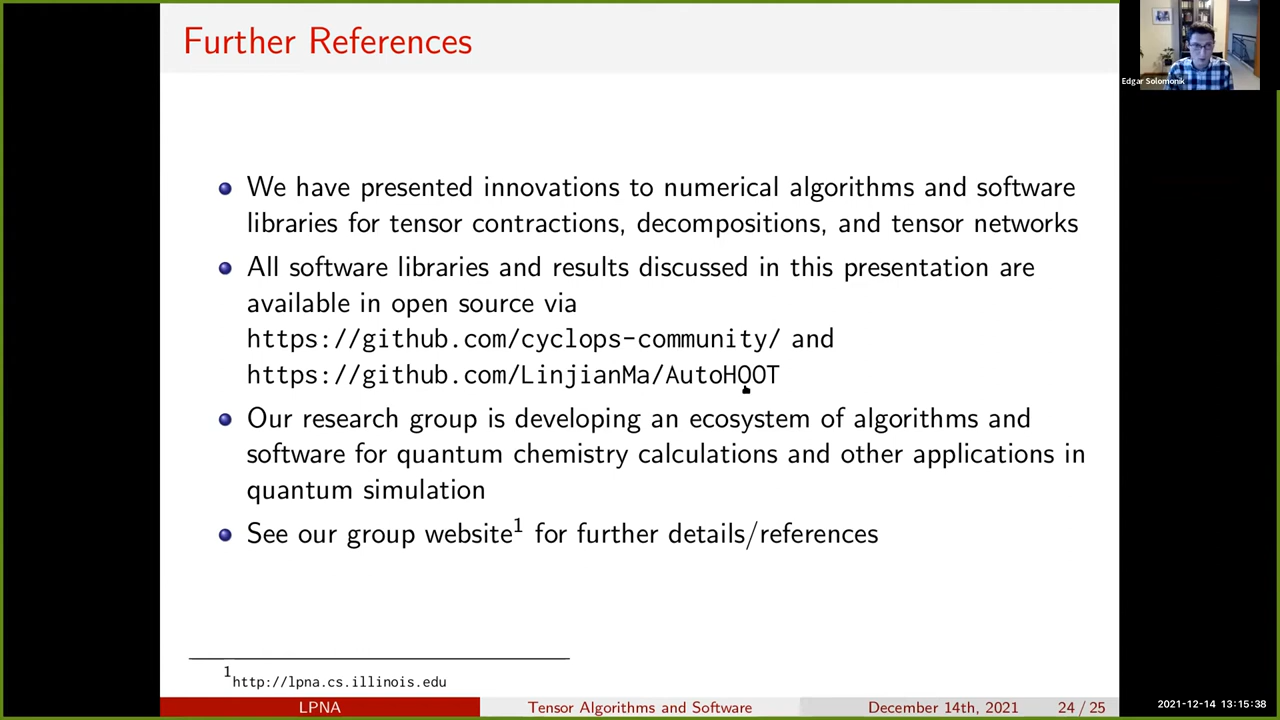 Further References
Edgar Solomonik
We have presented innovations to numerical algorithms and software
libraries for tensor contractions, decompositions, and tensor networks
All software libraries and results discussed in this presentation are
available in open source via
https://github.com/cyclops-community/ and
https://github.com/LinjianMa/AutoHOOT
Our research group is developing an ecosystem of algorithms and
software for quantum chemistry calculations and other applications in
quantum simulation
See our group website1 for further details/references
1http://lpna.cs.illinois.edu
LPNA Tensor Algorithms and Software December 14th, 2021 24 / 25
2021-12-14 13:15:38